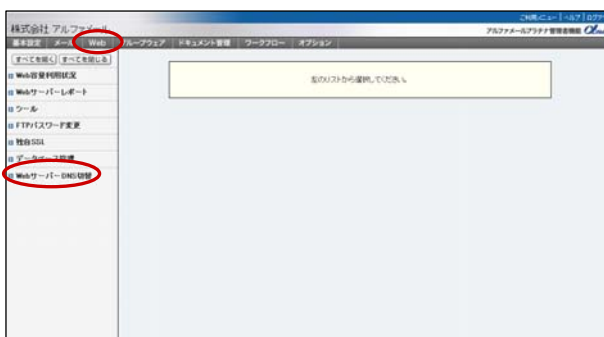 ご利用メニュー | ヘルプ | ログアウト
株式会社 アルファメール
アルファメールプラチナ管理者機能
基本設定 メール Web グループウェア ドキュメント管理 ワークフロー オプション
すべてを開く すべてを閉じる
左のリストから選択してください。
Web容量利用状況
Webサーバーレポート
ツール
FTPパスワード変更
独自SSL
データベース管理
WebサーバーDNS切替